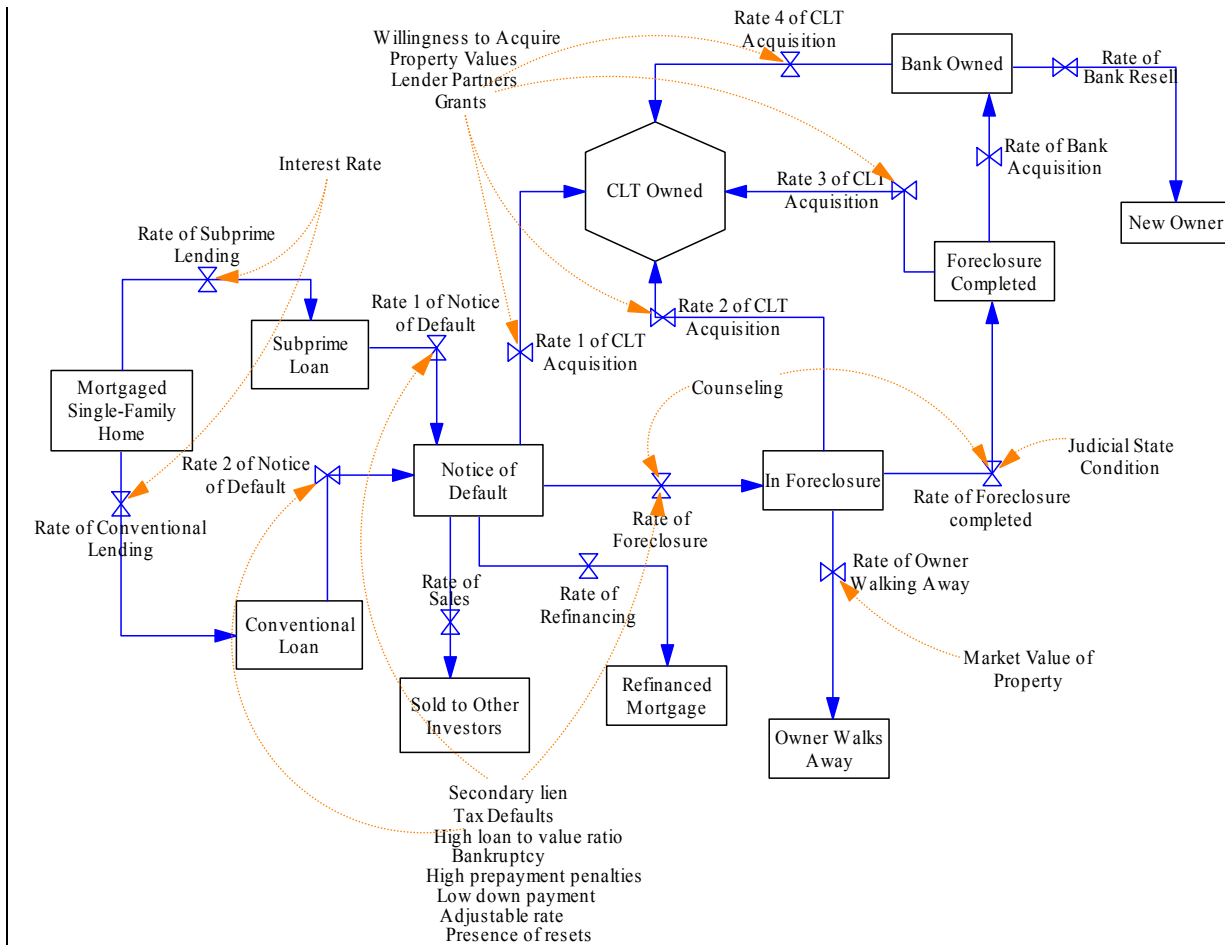 Rate 4 of CLT
Acquisition
Willingness to Acquire
Property Values
Lender Partners
Grants
Bank Owned
Rate of
Bank Resell
Interest Rate
CLT Owned
Rate 3 of CLT
Acquisition
Rate of Bank
Acquisition
New Owner
Rate of Subprime
Lending
Foreclosure
Completed
Rate 1 of Notice
of Default
Rate 2 of CLT
Acquisition
Subprime
Loan
Rate 1 of CLT
Acquisition
Mortgaged
Single-Family
Home
Counseling
Judicial State
Condition
Rate 2 of Notice
of Default
Notice of
Default
In Foreclosure
Rate of Foreclosure
completed
Rate of Conventional
Lending
Rate of
Foreclosure
Rate of Owner
Walking Away
Rate of
Sales
Rate of
Refinancing
Conventional
Loan
Market Value of
Property
Sold to Other
Investors
Refinanced
Mortgage
Owner Walks
Away
Secondary lien
Tax Defaults
High loan to value ratio
Bankruptcy
High prepayment penalties
Low down payment
Adjustable rate
Presence of resets